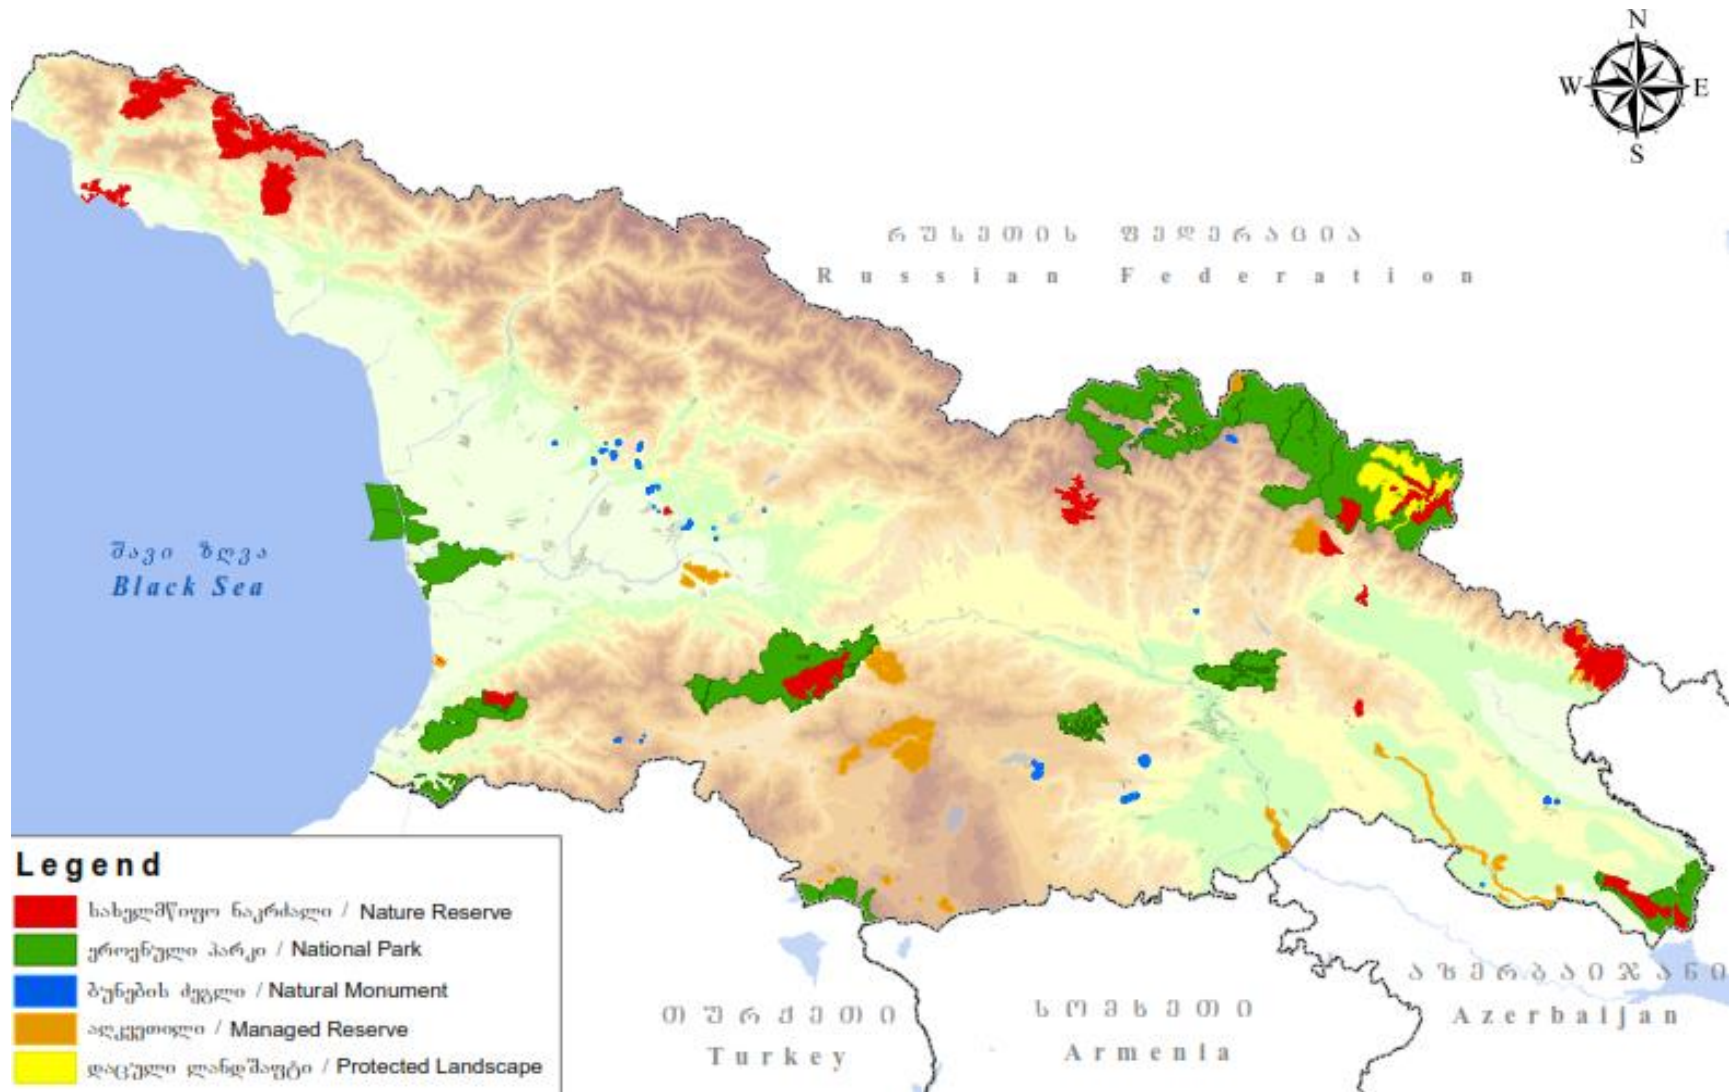 N
W E
S
რუსეთის ფედერაცია
Russian Federation
შავი ზღვა
Black Sea
Legend
სახელმწიფო ნაკრძალი / Nature Reserve
ეროვნული პარკი / National Park
ბუნების ძეგლი / Natural Monument
აღკვეთილი / Managed Reserve
დაცული ლანდშაფტი / Protected Landscape
თურქეთი
Turkey
სომხეთი
Armenia
აზერბაიჯანი
Azerbaijan